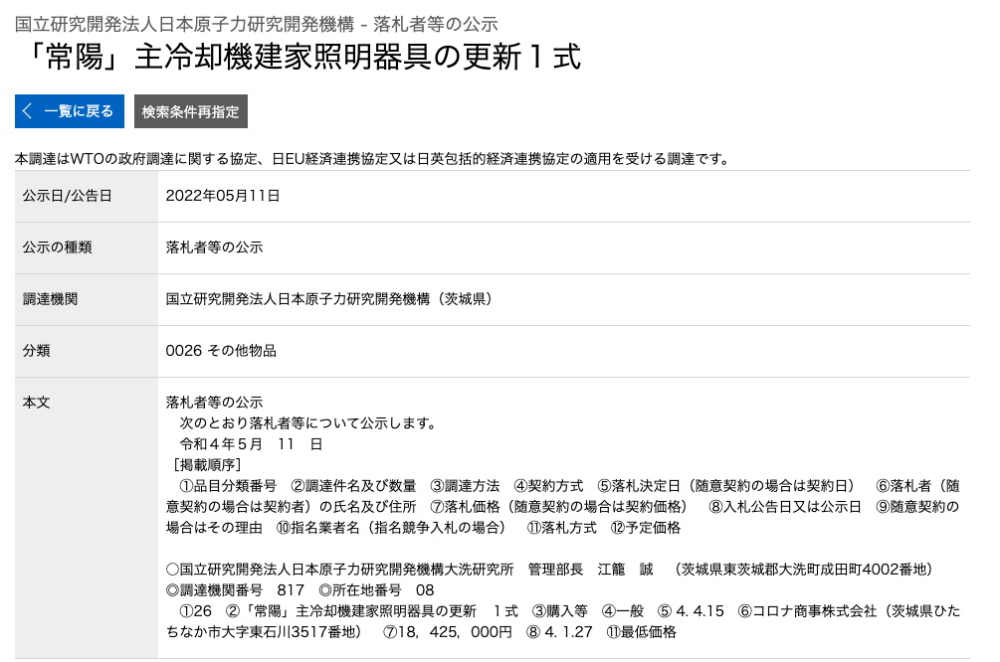 国立研究開発法人日本原子力研究開発機構 - 落札者等の公示
「常陽」主冷却機建家照明器具の更新１式
一覧に戻る 検索条件再指定
本調達はWTOの政府調達に関する協定、日EU経済連携協定又は日英包括的経済連携協定の適用を受ける調達です。
公示日/公告日 2022年05月11日
公示の種類 落札者等の公示
調達機関 国立研究開発法人日本原子力研究開発機構（茨城県）
分類 0026 その他物品
本文 落札者等の公示
　次のとおり落札者等について公示します。
　令和４年５月　11　日
［掲載順序］
　①品目分類番号　②調達件名及び数量　③調達方法　④契約方式　⑤落札決定日（随意契約の場合は契約日）　⑥落札者（随
意契約の場合は契約者）の氏名及び住所　⑦落札価格（随意契約の場合は契約価格）　⑧入札公告日又は公示日　⑨随意契約の
場合はその理由　⑩指名業者名（指名競争入札の場合）　⑪落札方式　⑫予定価格
○国立研究開発法人日本原子力研究開発機構大洗研究所　管理部長　江籠　誠　（茨城県東茨城郡大洗町成田町4002番地）
◎調達機関番号　817　◎所在地番号　08
　①26　②「常陽」主冷却機建家照明器具の更新　１式　③購入等　④一般　⑤ 4. 4.15　⑥コロナ商事株式会社（茨城県ひた
ちなか市大字東石川3517番地）　⑦18，425，000円　⑧ 4. 1.27　⑪最低価格